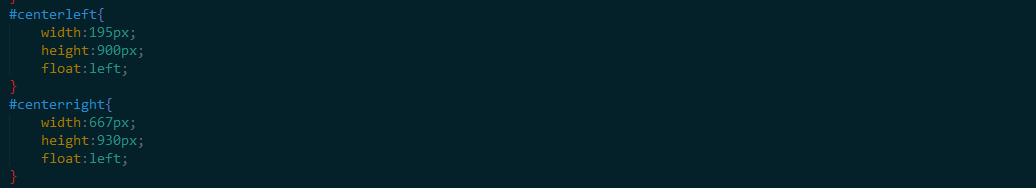 #centerleft{
    width:195px;
    height:900px;
    float:left;
}
#centerright{
    width:667px;
    height:930px;
    float:left;
}